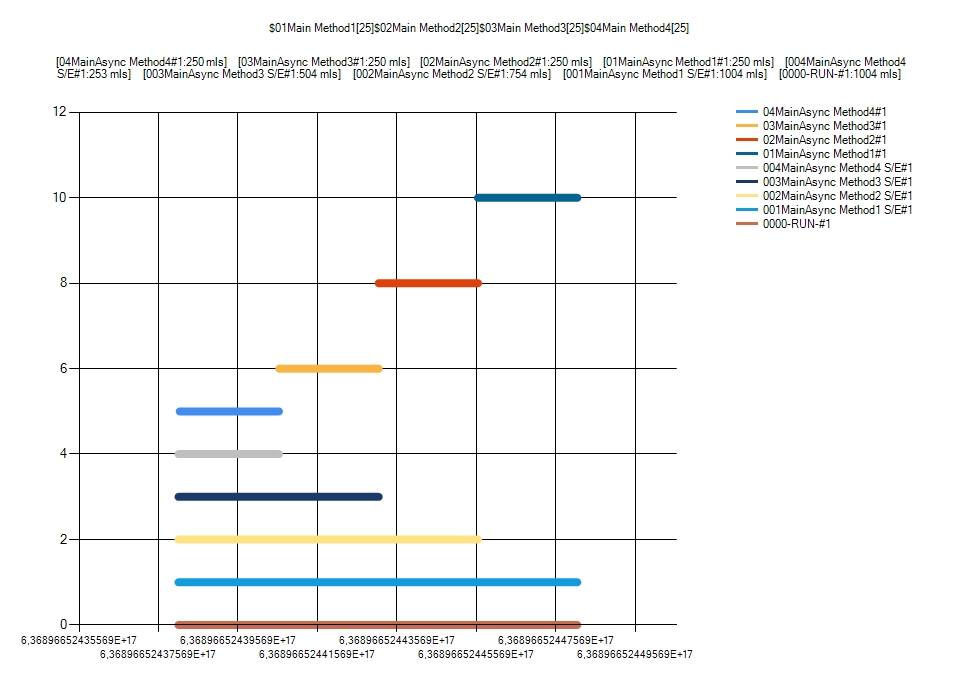 $01Main Method1[25]$02Main Method2[25]$03Main Method3[25]$04Main Method4[25]
[04MainAsync Method4#1:250 mls] [03MainAsync Method3#1:250 mls] [02MainAsync Method2#1:250 mls] [01MainAsync Method1#1:250 mls] [004MainAsync Method4
S/E#1:253 mls] [003MainAsync Method3 S/E#1:504 mls] [002MainAsync Method2 S/E#1:754 mls] [001MainAsync Method1 S/E#1:1004 mls] [0000-RUN-#1:1004 mls]
04MainAsync Method4#1
03MainAsync Method3#1
02MainAsync Method2#1
01MainAsync Method1#1
004MainAsync Method4 S/E#1
003MainAsync Method3 S/E#1
002MainAsync Method2 S/E#1
001MainAsync Method1 S/E#1
0000-RUN-#1
12
10
8
6
4
2
0
6,36896652435569E+17
6,36896652437569E+17
6,36896652439569E+17
6,36896652441569E+17
6,36896652443569E+17
6,36896652445569E+17
6,36896652447569E+17
6,36896652449569E+17